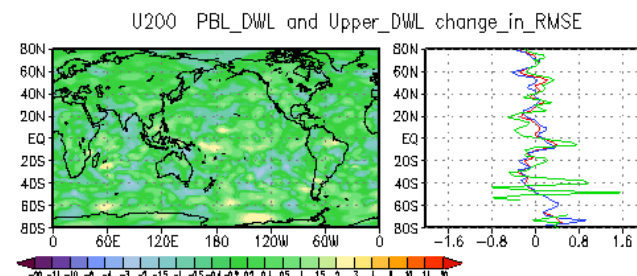 U200 PBL_DWL and Upper_DWL change_in_RMSE
80N 80N
60N 60N
40N 40N
20N 20N
EQ EQ
20S 20S
40S 40S
60S 60S
80S 80S
0 60E 120E 180 120W 60W 0 -1.6 -0.8 0 0.8 1.6